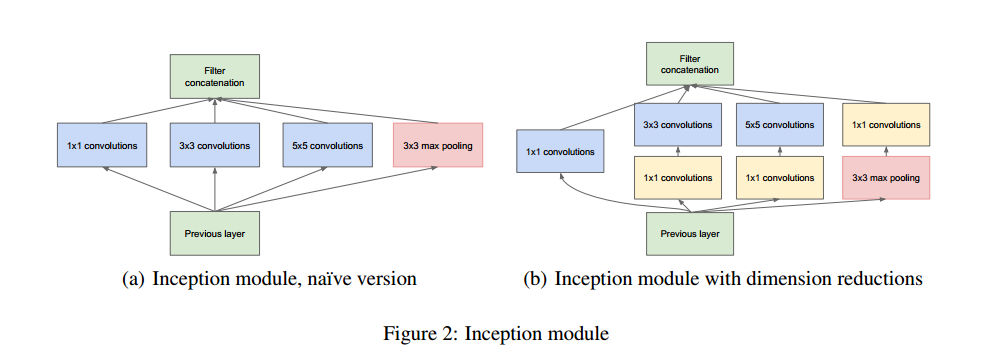 Filter
concatenation
1x1 convolutions
3x3 convolutions
5x5 convolutions
3x3 max pooling
Previous layer
(a) Inception module, naïve version
Filter
concatenation
3x3 convolutions
5x5 convolutions
1x1 convolutions
1x1 convolutions
1x1 convolutions
1x1 convolutions
3x3 max pooling
Previous layer
(b) Inception module with dimension reductions
Figure 2: Inception module